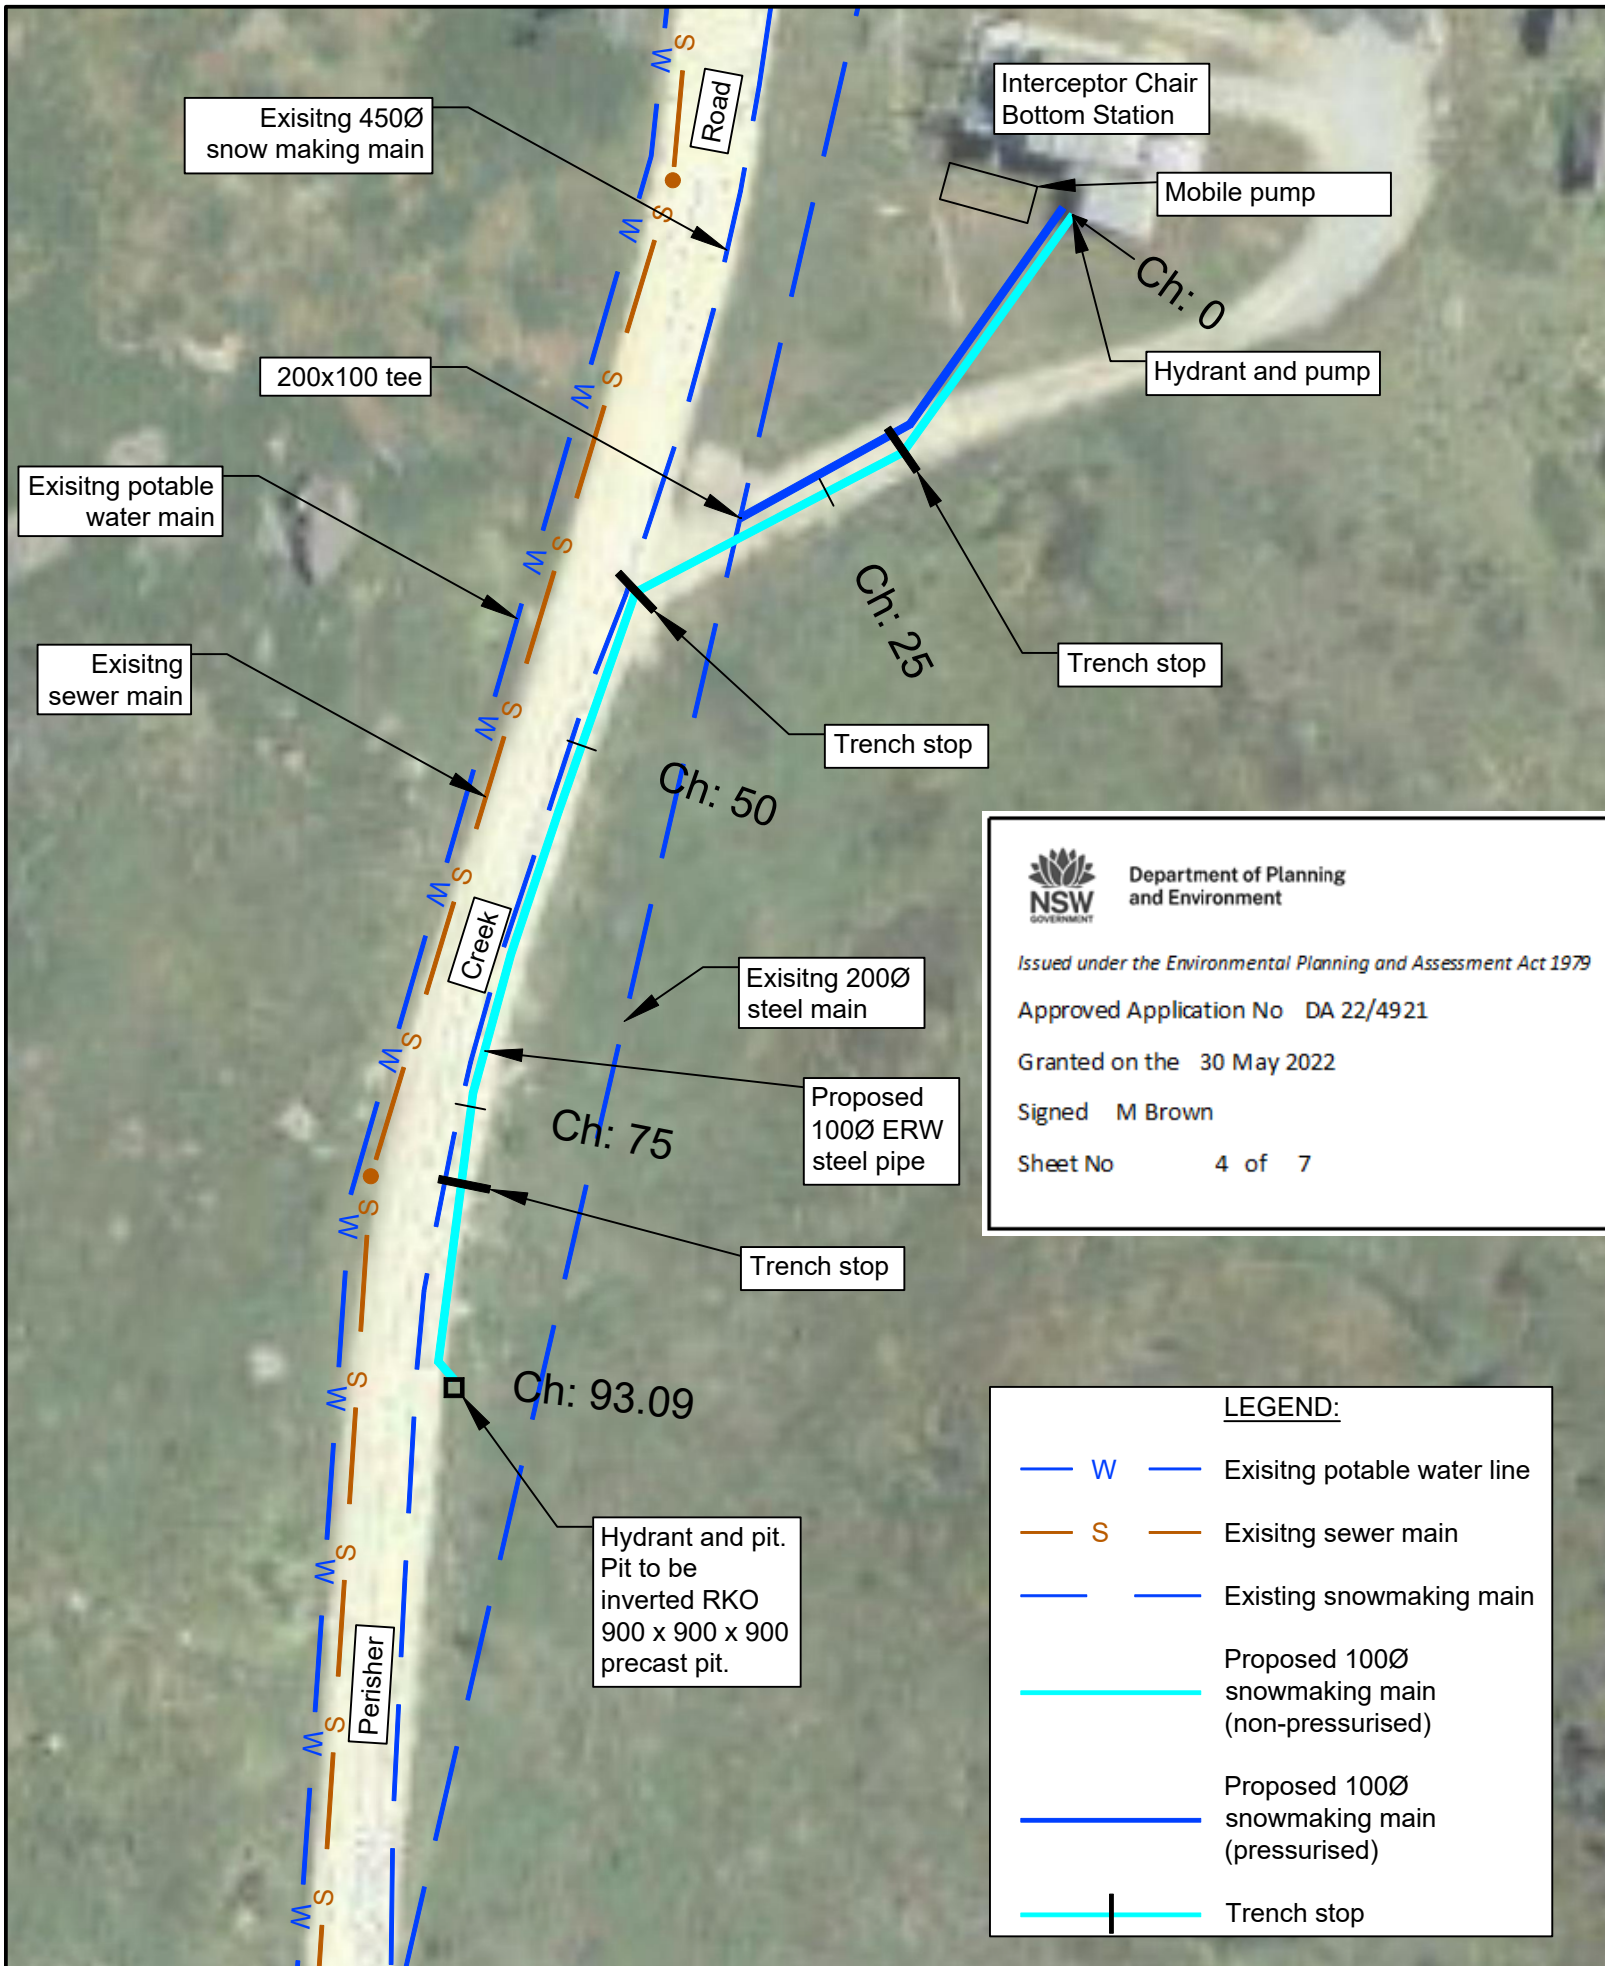 Exisitng 450Ø
snow making main
Road
Interceptor Chair
Bottom Station
Mobile pump
Ch: 0
Hydrant and pump
200x100 tee
Exisitng potable
water main
Exisitng
sewer main
Ch: 25
Trench stop
Trench stop
Ch: 50
Creek
Exisitng 200Ø
steel main
Proposed
100Ø ERW
steel pipe
Ch: 75
Trench stop
Ch: 93.09
Hydrant and pit.
Pit to be
inverted RKO
900 x 900 x 900
precast pit.
Perisher
W
S
W
S
W
S
W
S
W
S
W
S
W
S
W
S
W
S
W
S
W
S
W
S
NSW
GOVERNMENT
Department of Planning
and Environment
Issued under the Environmental Planning and Assessment Act 1979
Approved Application No DA 22/4921
Granted on the 30 May 2022
Signed M Brown
Sheet No 4 of 7
LEGEND:
W Exisitng potable water line
S Exisitng sewer main
Existing snowmaking main
Proposed 100Ø
snowmaking main
(non-pressurised)
Proposed 100Ø
snowmaking main
(pressurised)
Trench stop